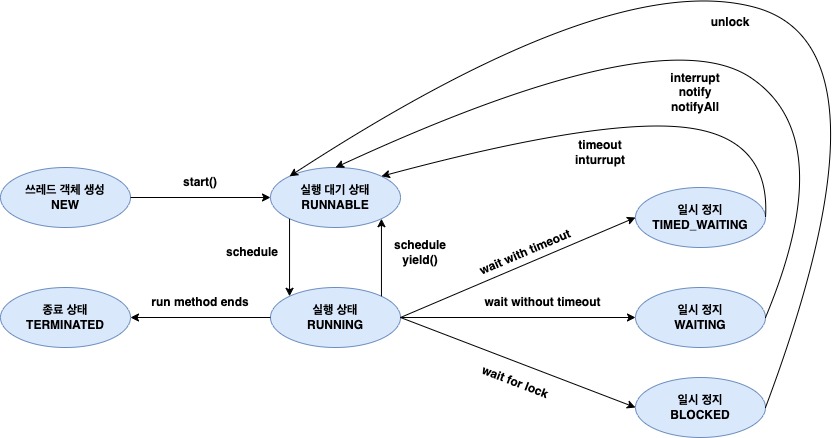 unlock
interrupt
notify
notifyAll
timeout
inturrupt
쓰레드 객체 생성
NEW
start()
실행 대기 상태
RUNNABLE
일시 정지
TIMED_WAITING
schedule
schedule
yield()
wait with timeout
종료 상태
TERMINATED
run method ends
실행 상태
RUNNING
wait without timeout
일시 정지
WAITING
wait for lock
일시 정지
BLOCKED